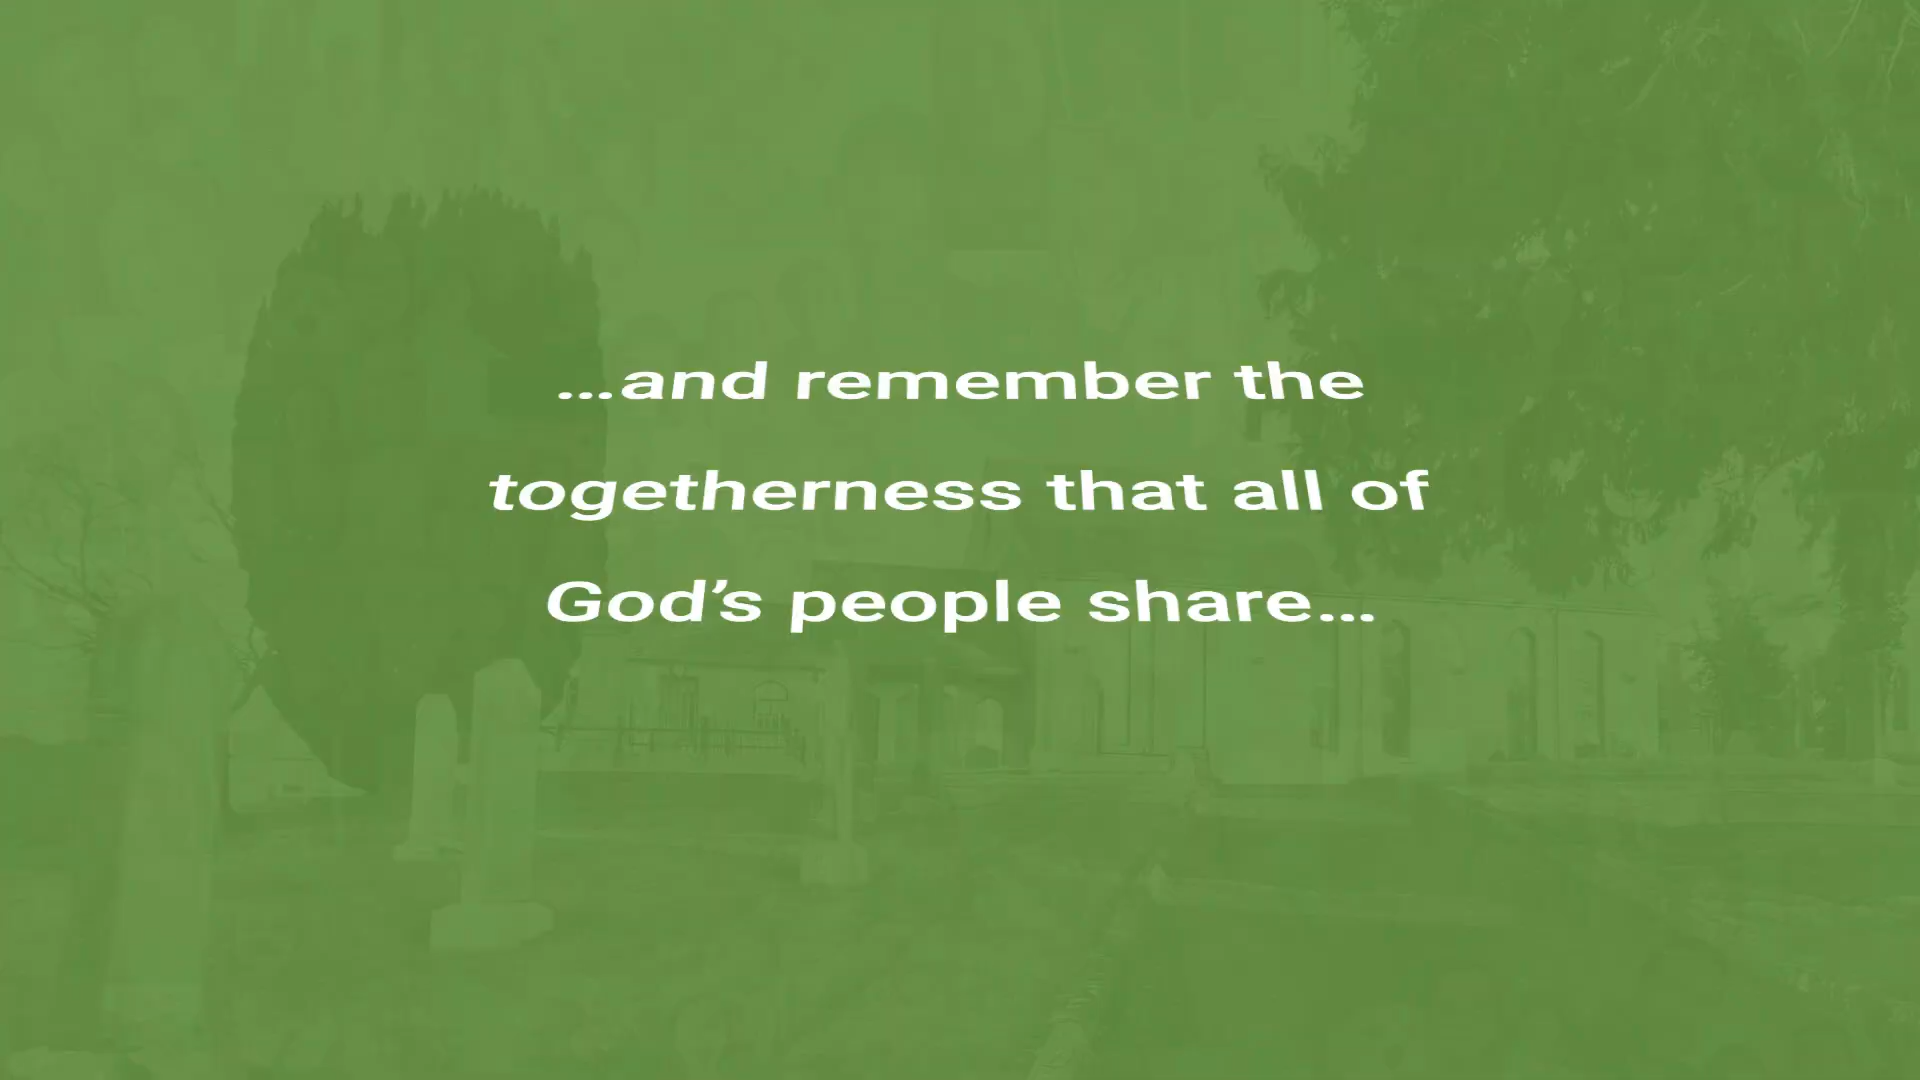 ...and remember the
togetherness that all of
God’s people share...